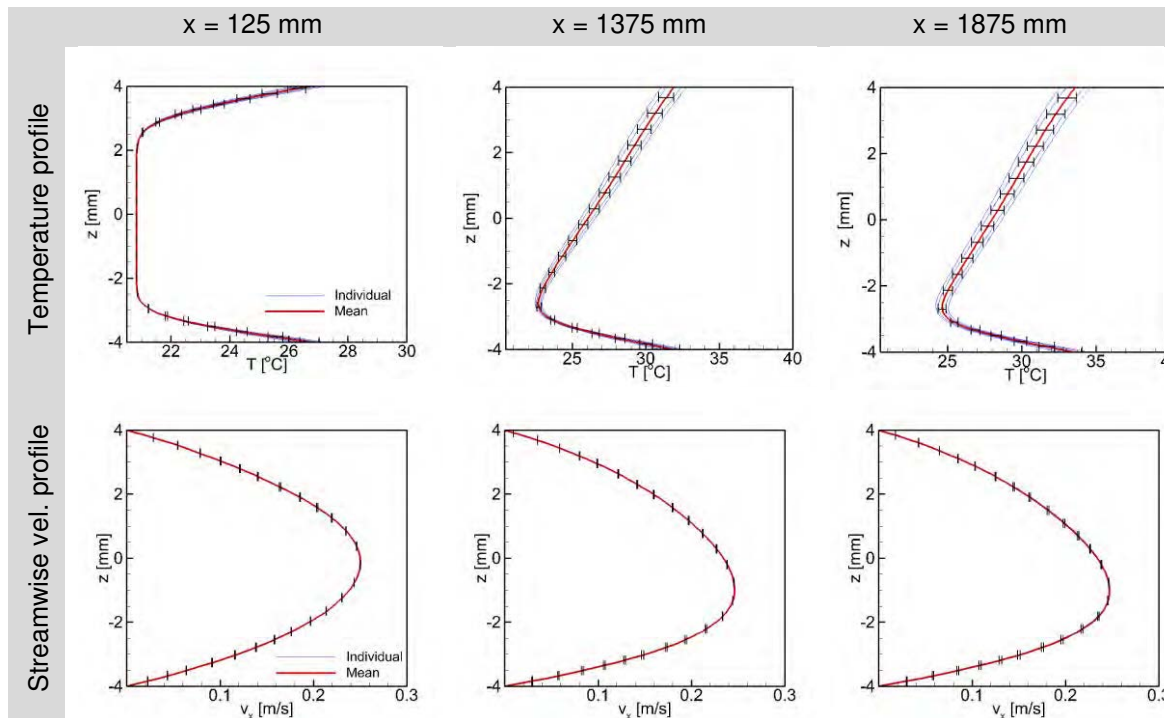 x = 125 mm
x = 1375 mm
x = 1875 mm
Temperature profile
4
2
0
-2
-4
z [mm]
22
24
26
28
30
T [°C]
Individual
Mean
4
2
0
-2
-4
z [mm]
25
30
35
40
T [°C]
4
2
0
-2
-4
z [mm]
25
30
35
T [°C]
Streamwise vel. profile
4
2
0
-2
-4
z [mm]
0.1
0.2
0.3
v_x [m/s]
Individual
Mean
4
2
0
-2
-4
z [mm]
0.1
0.2
0.3
v_x [m/s]
4
2
0
-2
-4
z [mm]
0.1
0.2
v_x [m/s]